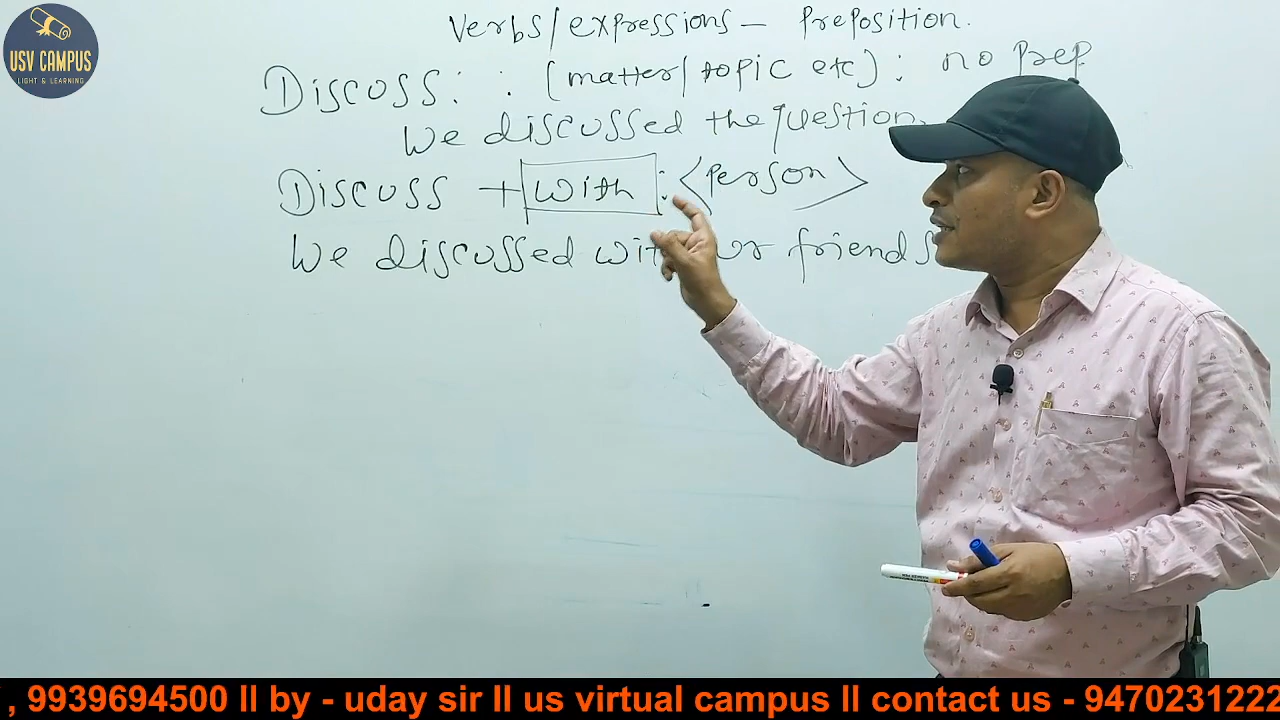 USV CAMPUS
LIGHT & LEARNING
Verbs/expressions - Preposition.
Discuss: : (matter/topic etc): no prep
We discussed the question.
Discuss + with : <person>
We discussed with our friends
, 9939694500 ll by - uday sir ll us virtual campus ll contact us - 9470231222